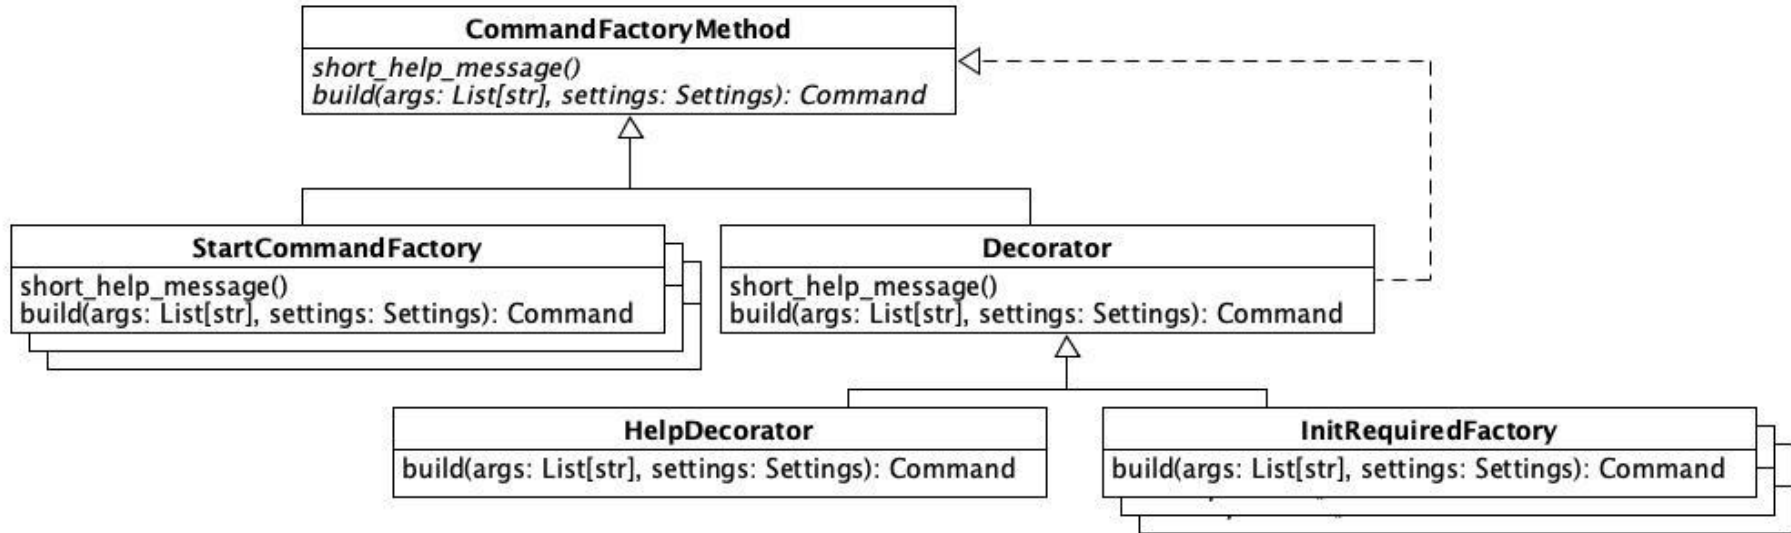 CommandFactoryMethod
short_help_message()
build(args: List[str], settings: Settings): Command
StartCommandFactory
short_help_message()
build(args: List[str], settings: Settings): Command
Decorator
short_help_message()
build(args: List[str], settings: Settings): Command
HelpDecorator
build(args: List[str], settings: Settings): Command
InitRequiredFactory
build(args: List[str], settings: Settings): Command